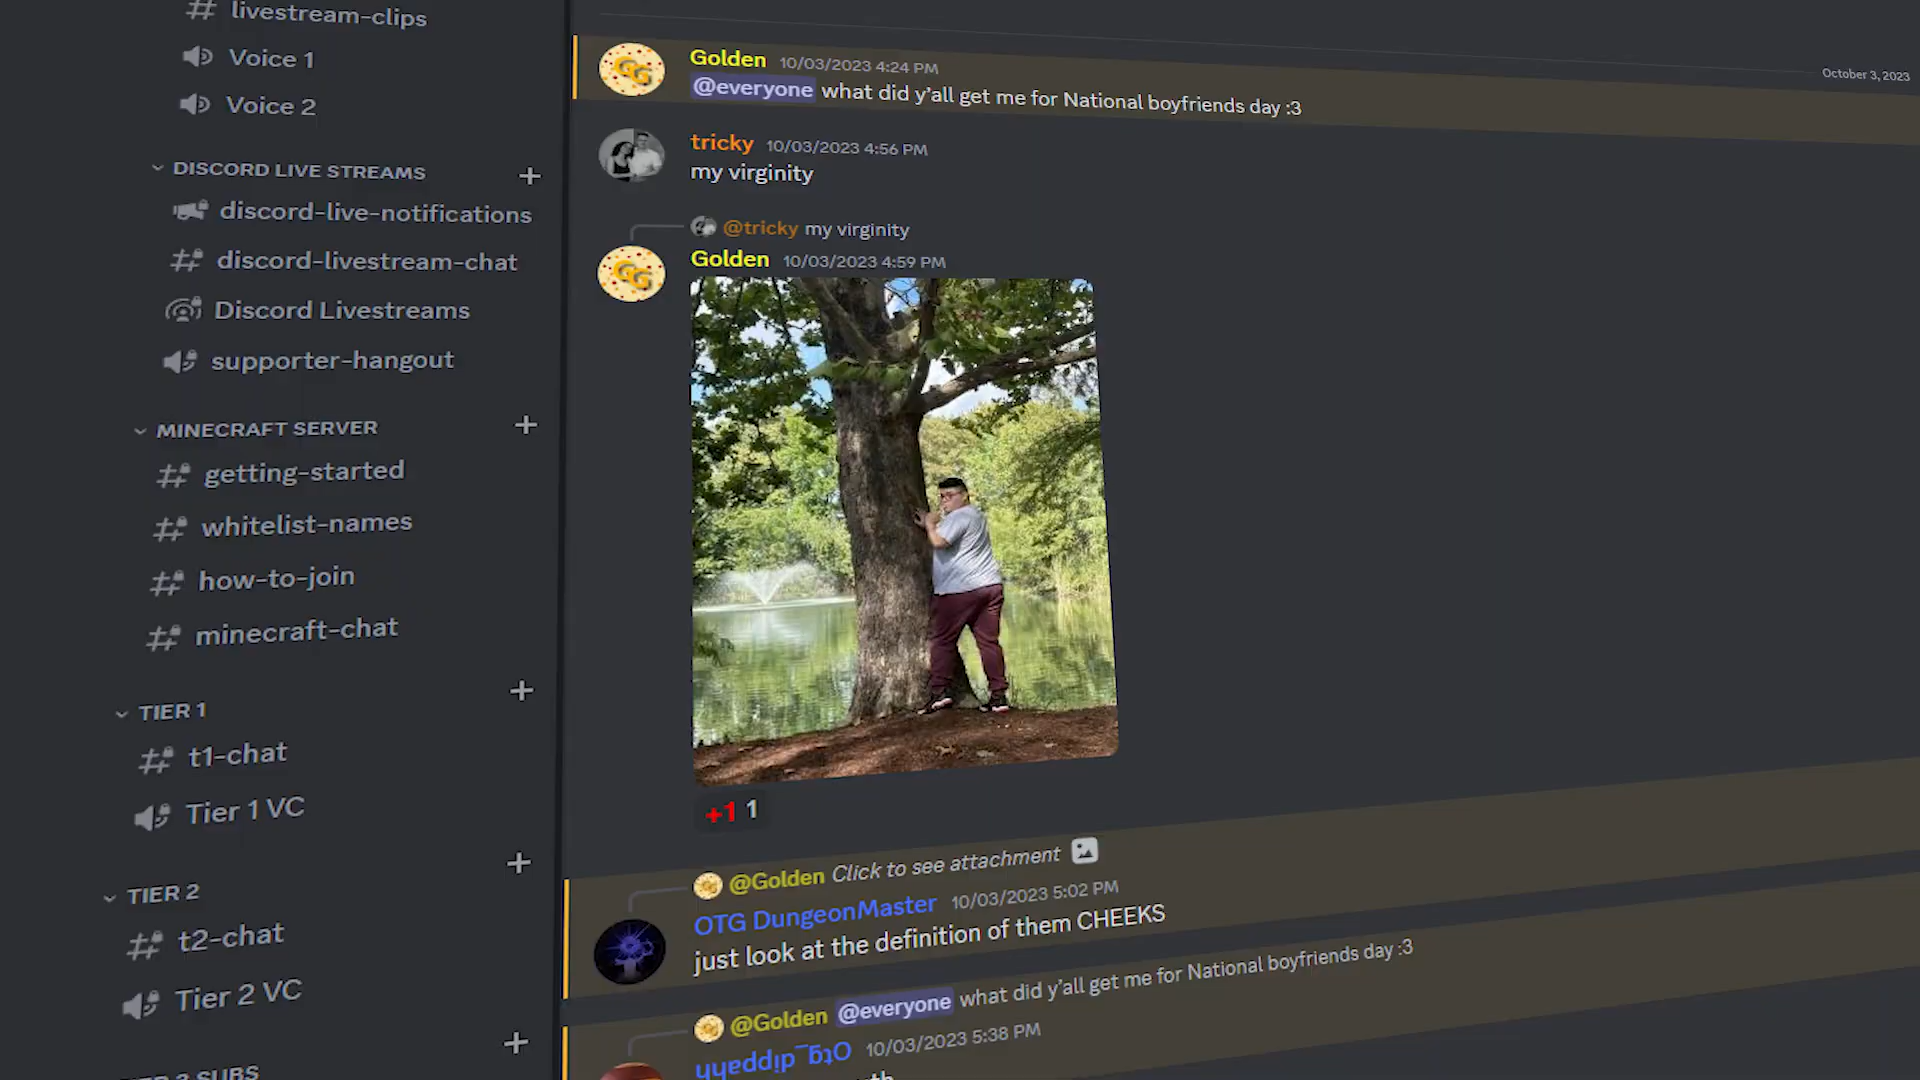 livestream-clips
Voice 1
Voice 2
DISCORD LIVE STREAMS
discord-live-notifications
discord-livestream-chat
Discord Livestreams
supporter-hangout
MINECRAFT SERVER
getting-started
whitelist-names
how-to-join
minecraft-chat
TIER 1
t1-chat
Tier 1 VC
TIER 2
t2-chat
Tier 2 VC
October 3, 2023
GG
Golden 10/03/2023 4:24 PM
@everyone what did y'all get me for National boyfriends day :3
tricky 10/03/2023 4:56 PM
my virginity
@tricky my virginity
GG
Golden 10/03/2023 4:59 PM
+1 1
@Golden Click to see attachment
OTG DungeonMaster 10/03/2023 5:02 PM
just look at the definition of them CHEEKS
@Golden @everyone what did y'all get me for National boyfriends day :3
10/03/2023 5:38 PM